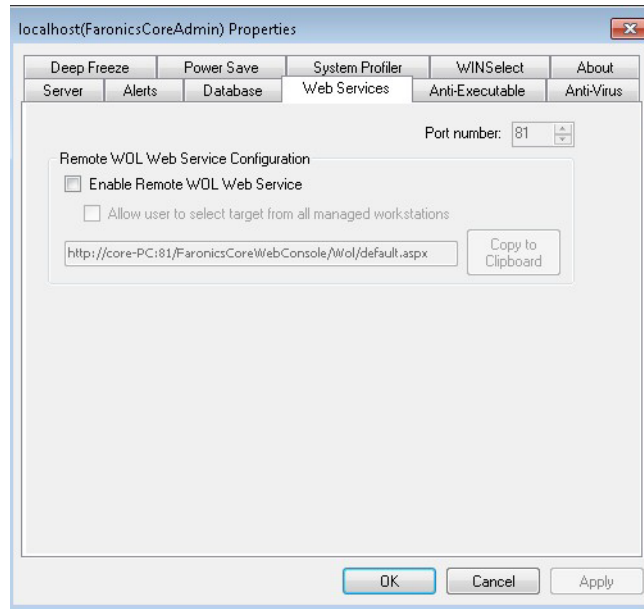 localhost(FaronicsCoreAdmin) Properties
Deep Freeze Power Save System Profiler WINSelect About
Server Alerts Database Web Services Anti-Executable Anti-Virus
Port number: 81
Remote WOL Web Service Configuration
Enable Remote WOL Web Service
Allow user to select target from all managed workstations
http://core-PC:81/FaronicsCoreWebConsole/Wol/default.aspx
Copy to
Clipboard
OK Cancel Apply